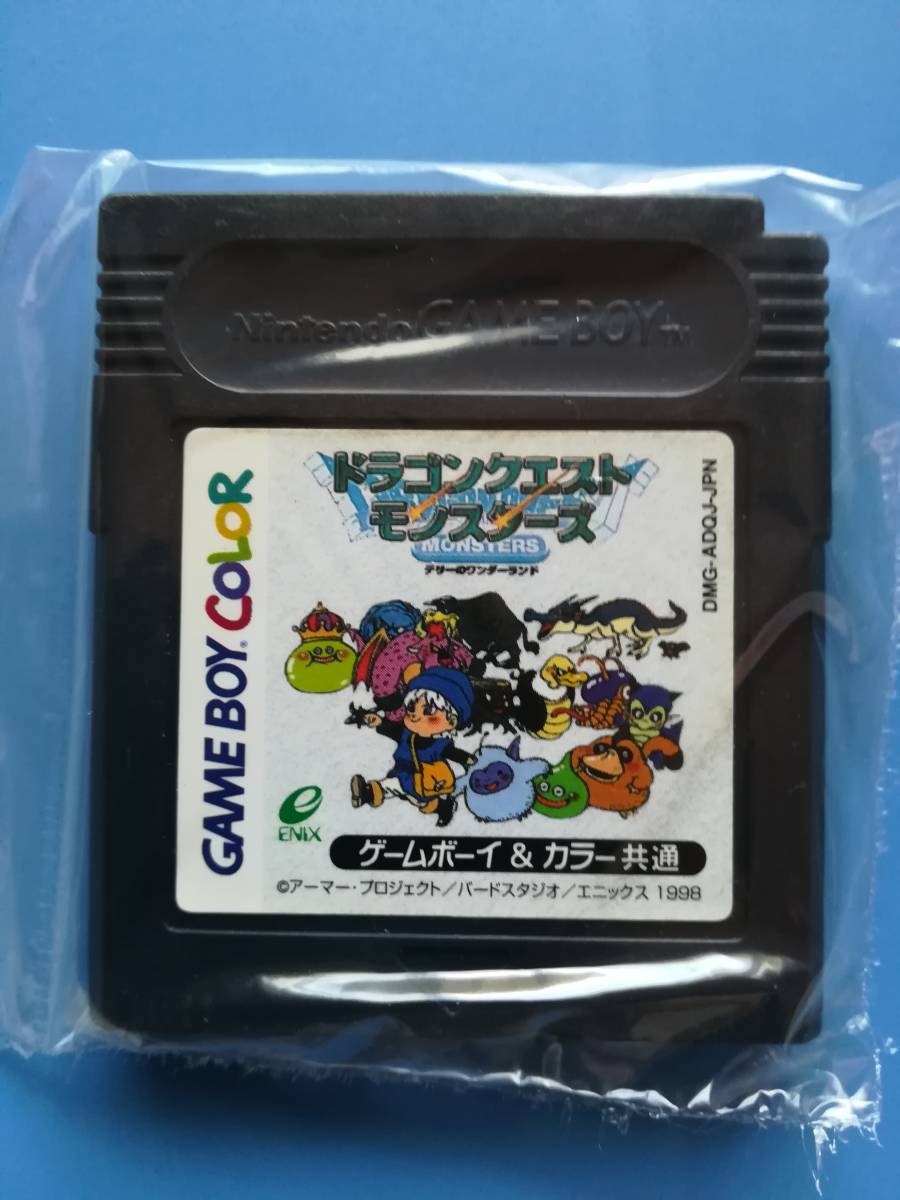 Nintendo GAME BOY TM
GAME BOY COLOR
ドラゴンクエスト
モンスターズ
MONSTERS
テリーのワンダーランド
DMG-ADQJ-JPN
e
ENIX
ゲームボーイ & カラー 共通
©アーマー・プロジェクト/バードスタジオ/エニックス 1998